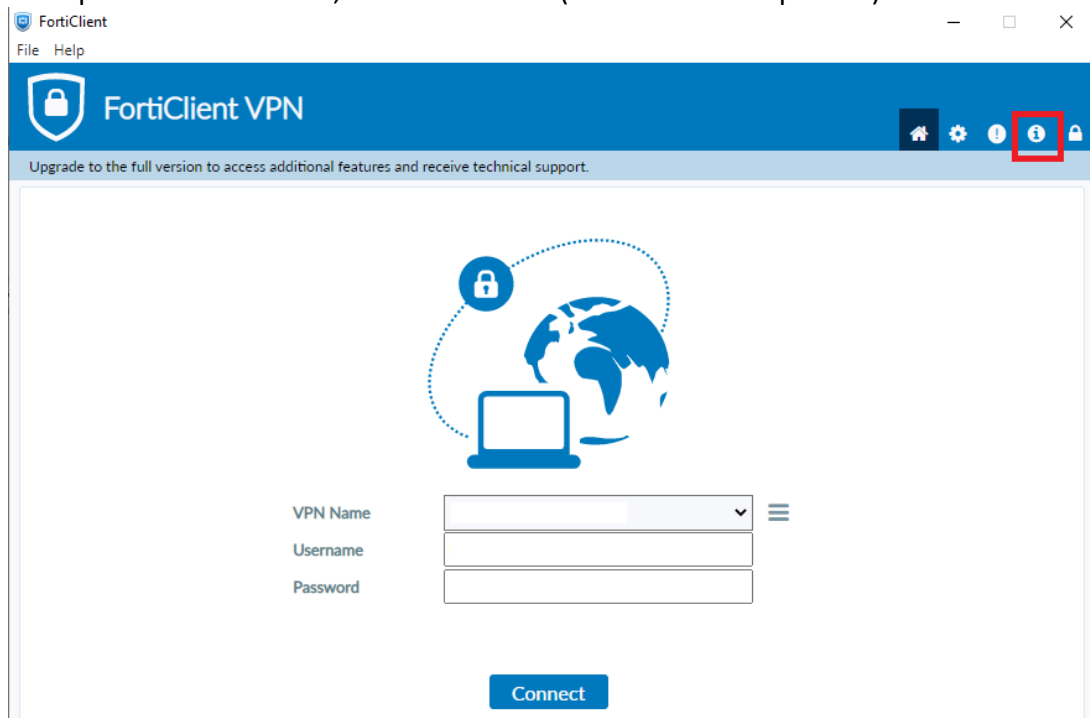 FortiClient
File Help
FortiClient VPN
Upgrade to the full version to access additional features and receive technical support.
VPN Name
Username
Password
Connect